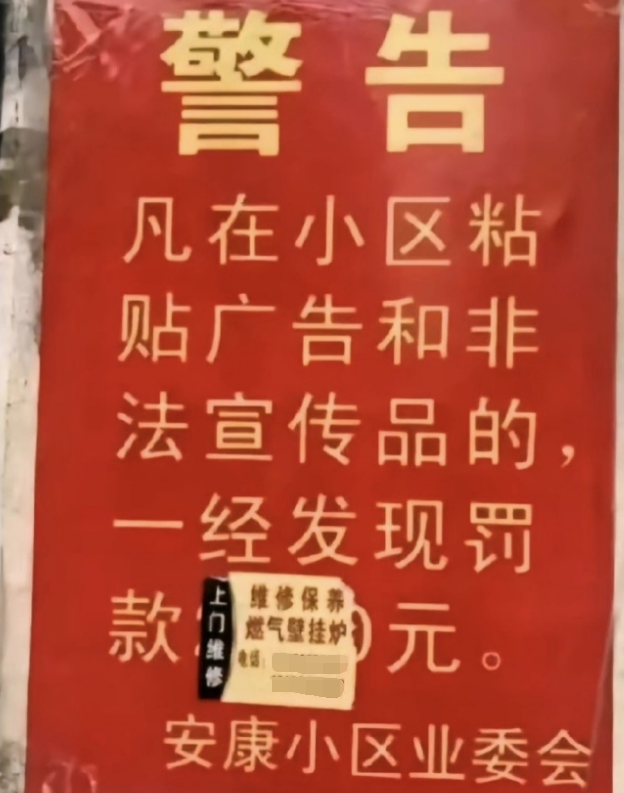 警告
凡在小区粘
贴广告和非
法宣传品的，
一经发现罚
款 元。
上门维修
维修保养
燃气壁挂炉
电话：
安康小区业委会